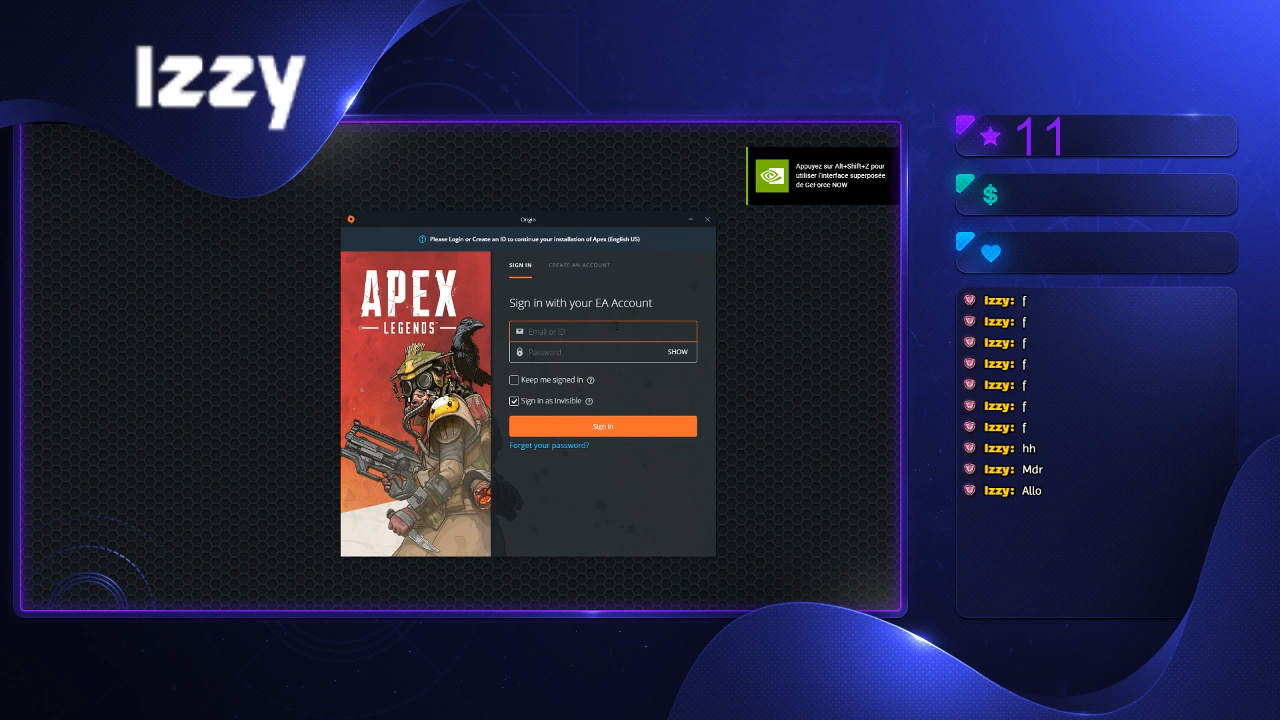 Izzy
Appuyez sur Alt+Shift+Z pour
utiliser l'interface superposée
de GeForce NOW
Origin
Please Login or Create an ID to continue your installation of Apex (English US)
APEX
LEGENDS
SIGN IN
CREATE AN ACCOUNT
Sign in with your EA Account
Email or ID
Password
SHOW
Keep me signed in
Sign in as invisible
Sign In
Forget your password?
11
$
Izzy: f
Izzy: f
Izzy: f
Izzy: f
Izzy: f
Izzy: f
Izzy: f
Izzy: hh
Izzy: Mdr
Izzy: Allo